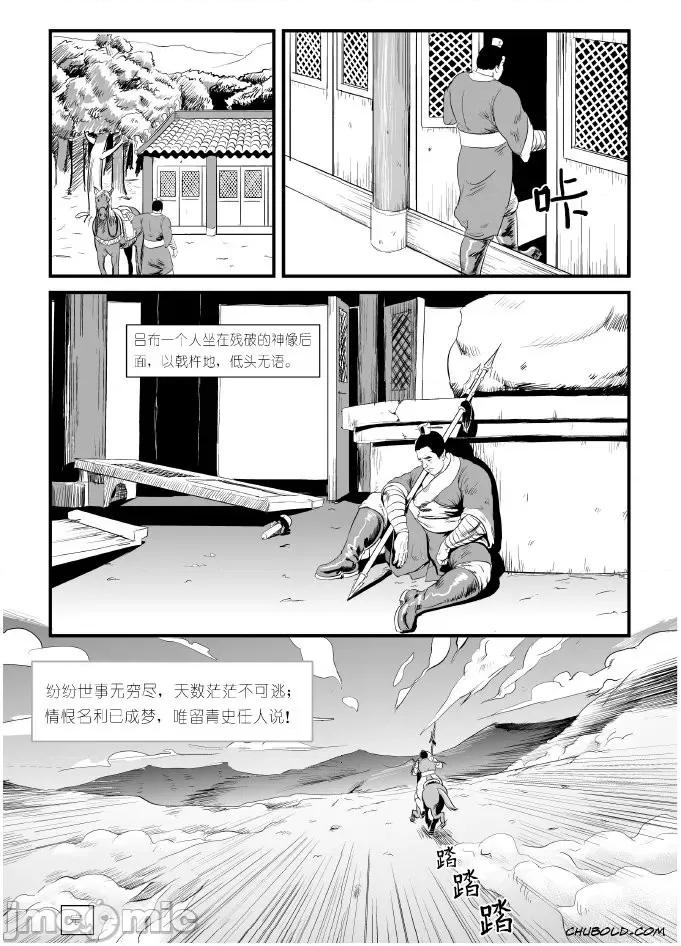 咔
吕布一个人坐在残破的神像后
面，以戟杵地，低头无语。
纷纷世事无穷尽，天数茫茫不可逃；
情恨名利已成梦，唯留青史任人说！
踏
踏
踏
jmcomic
CHUBOLD.COM